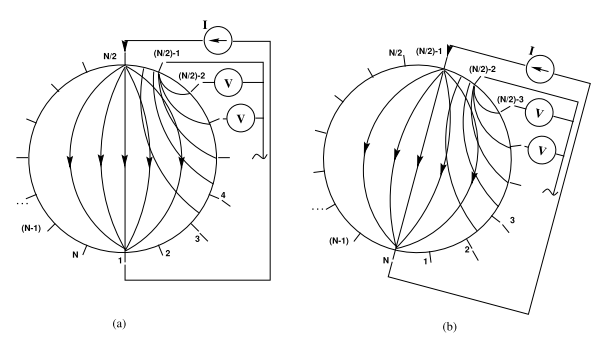 I
N/2
(N/2)-1
(N/2)-2
V
V
4
3
2
1
N
(N-1)
...
(a)
I
N/2
(N/2)-1
(N/2)-2
(N/2)-3
V
V
3
2
1
N
(N-1)
...
(b)